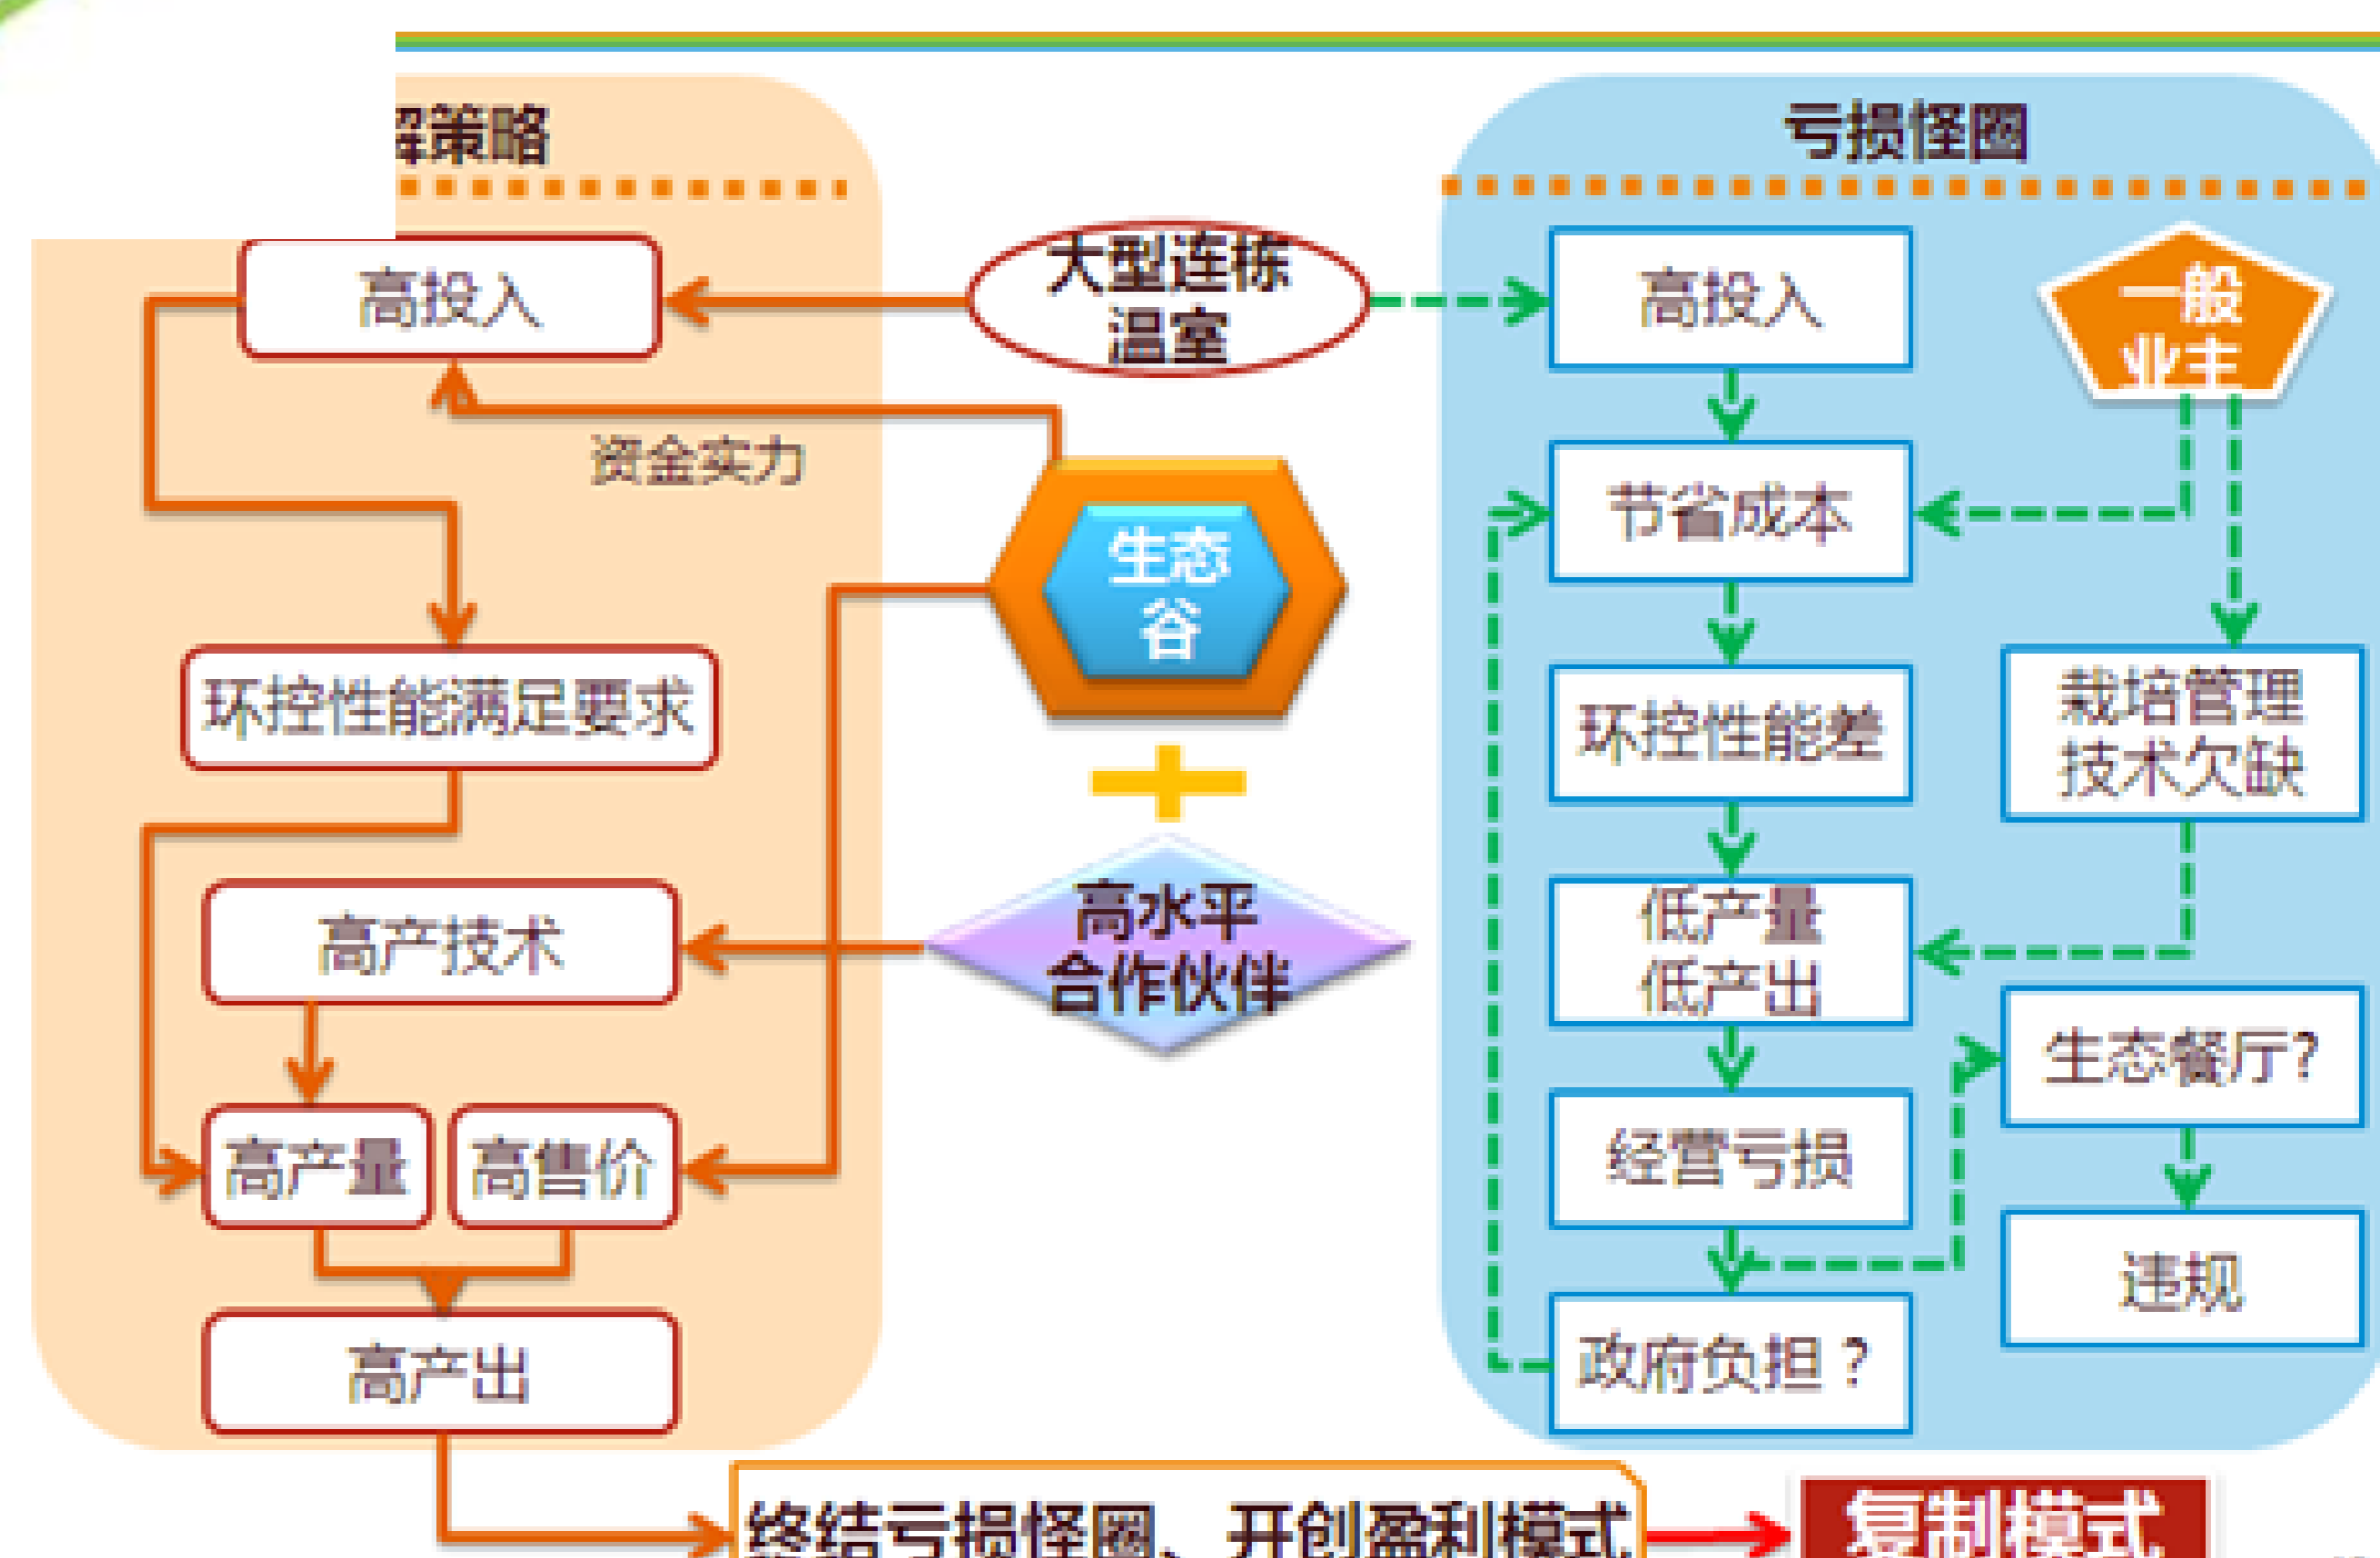 解策略
高投入
资金实力
环控性能满足要求
高产技术
高产量
高售价
高产出
大型连栋
温室
生态
谷
高水平
合作伙伴
亏损怪圈
高投入
一般
业主
节省成本
环控性能差
栽培管理
技术欠缺
低产量
低产出
生态餐厅?
经营亏损
违规
政府负担？
终结亏损怪圈、开创盈利模式
复制模式